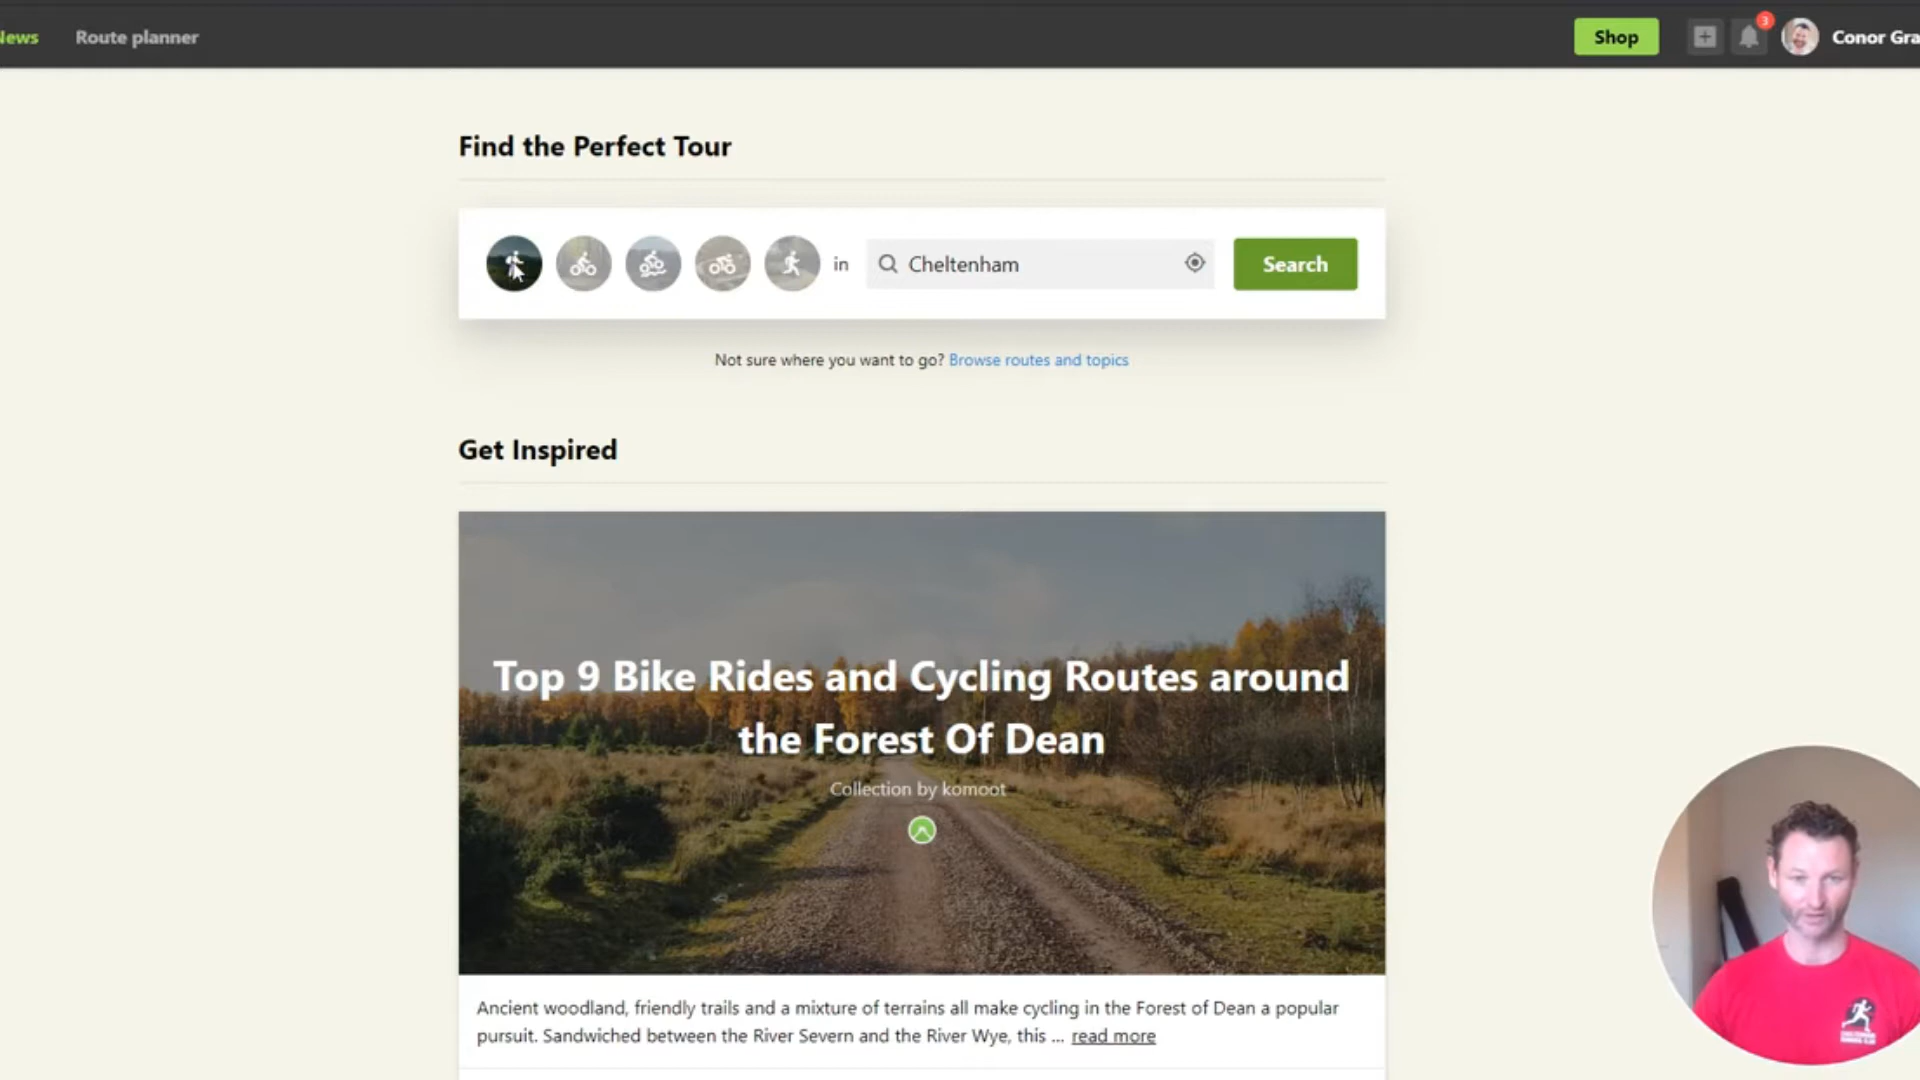 News
Route planner
Shop
3
Conor Gra
Find the Perfect Tour
in
Cheltenham
Search
Not sure where you want to go? Browse routes and topics
Get Inspired
Top 9 Bike Rides and Cycling Routes around
the Forest Of Dean
Collection by komoot
Ancient woodland, friendly trails and a mixture of terrains all make cycling in the Forest of Dean a popular
pursuit. Sandwiched between the River Severn and the River Wye, this ... read more